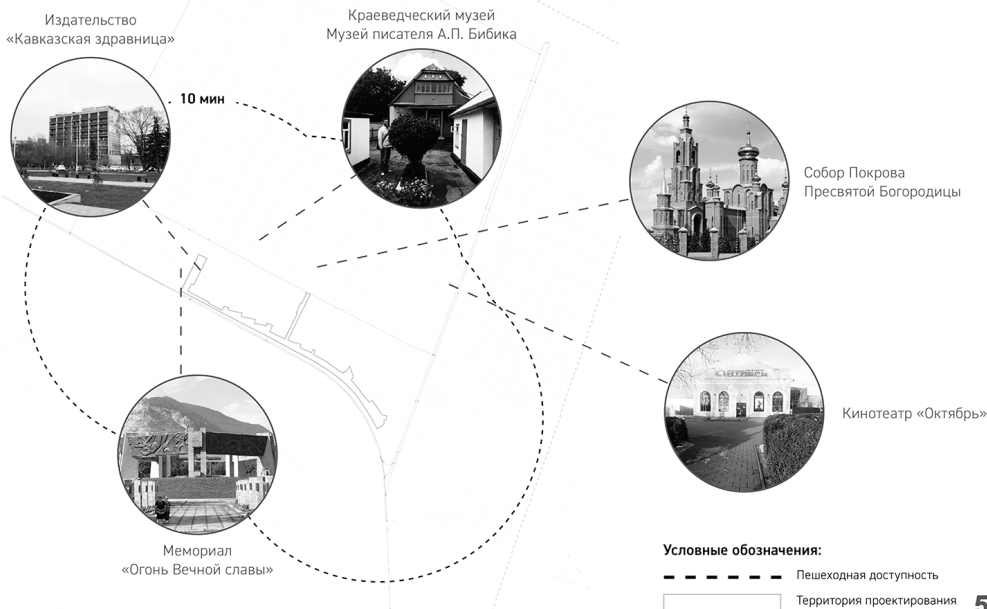 Издательство
«Кавказская здравница»
Краеведческий музей
Музей писателя А.П. Бибика
10 мин
Собор Покрова
Пресвятой Богородицы
Кинотеатр «Октябрь»
Мемориал
«Огонь Вечной славы»
Условные обозначения:
Пешеходная доступность
Территория проектирования
5